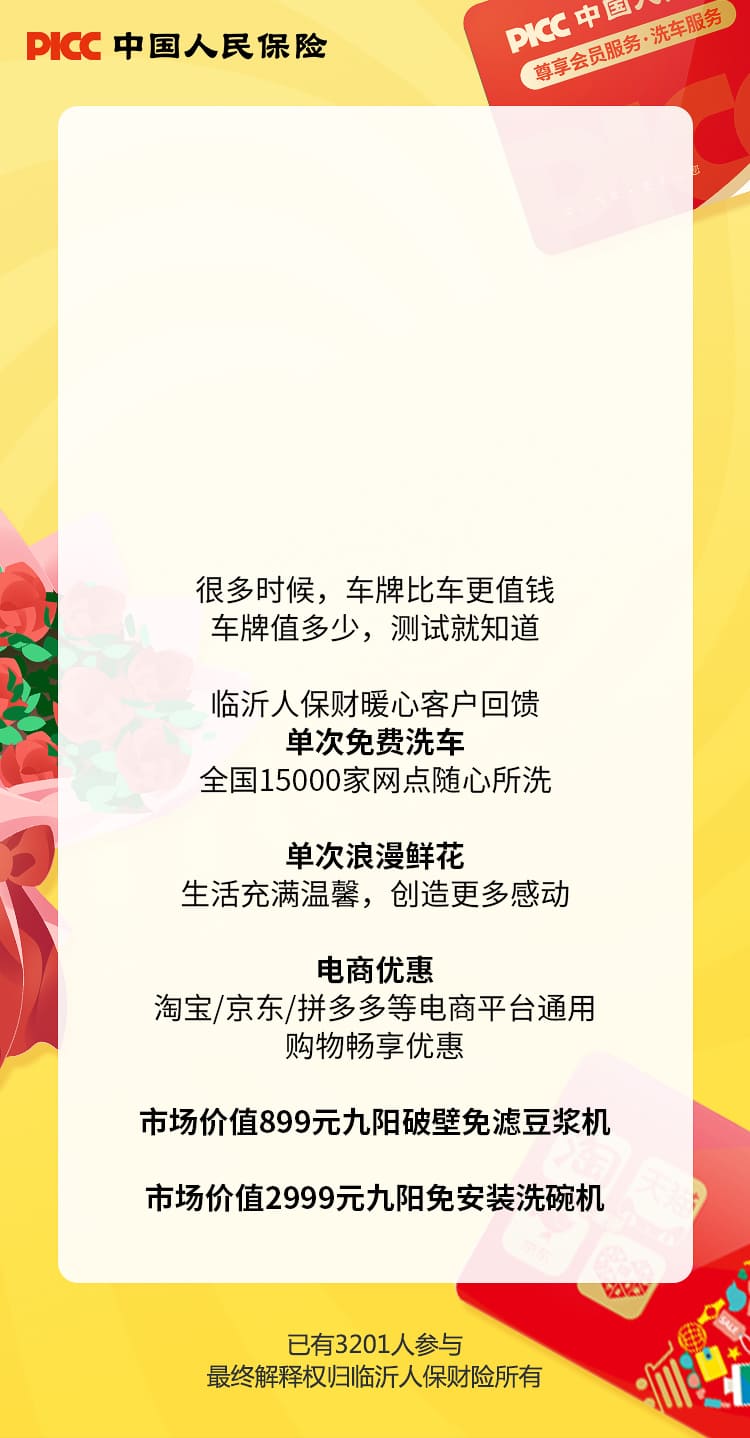 PICC 中国人民保险
PICC 中国人
尊享会员服务·洗车服务
很多时候，车牌比车更值钱
车牌值多少，测试就知道
临沂人保财暖心客户回馈
单次免费洗车
全国15000家网点随心所洗
单次浪漫鲜花
生活充满温馨，创造更多感动
电商优惠
淘宝/京东/拼多多等电商平台通用
购物畅享优惠
市场价值899元九阳破壁免滤豆浆机
市场价值2999元九阳免安装洗碗机
淘
天猫
京东
SALE
已有3201人参与
最终解释权归临沂人保财险所有